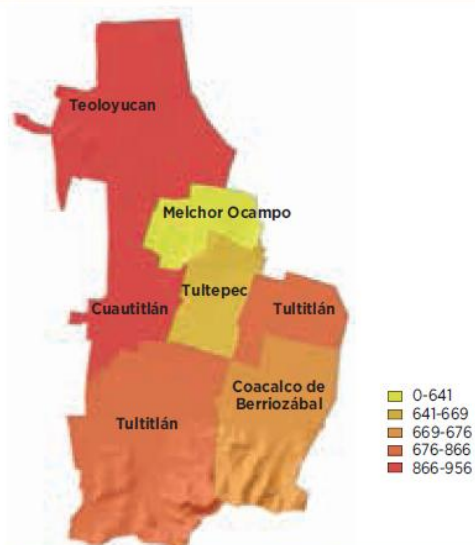 Teoloyucan
Melchor Ocampo
Tultepec
Cuautitlán
Tultitlán
Coacalco de
Berriozábal
Tultitlán
0-641
641-669
669-676
676-866
866-956